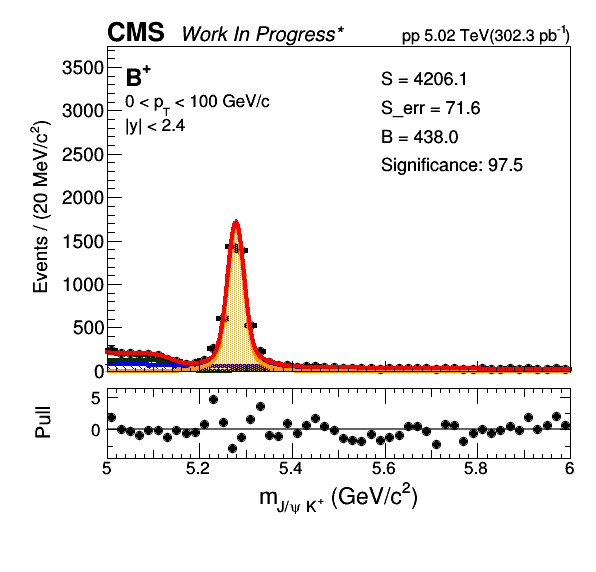 CMS Work In Progress* pp 5.02 TeV(302.3 pb⁻¹)
B⁺
0 < p_T < 100 GeV/c
|y| < 2.4
S = 4206.1
S_err = 71.6
B = 438.0
Significance: 97.5
Events / (20 MeV/c²)
3500
3000
2500
2000
1500
1000
500
0
Pull
5
0
5 5.2 5.4 5.6 5.8 6
m_{J/ψ K⁺} (GeV/c²)